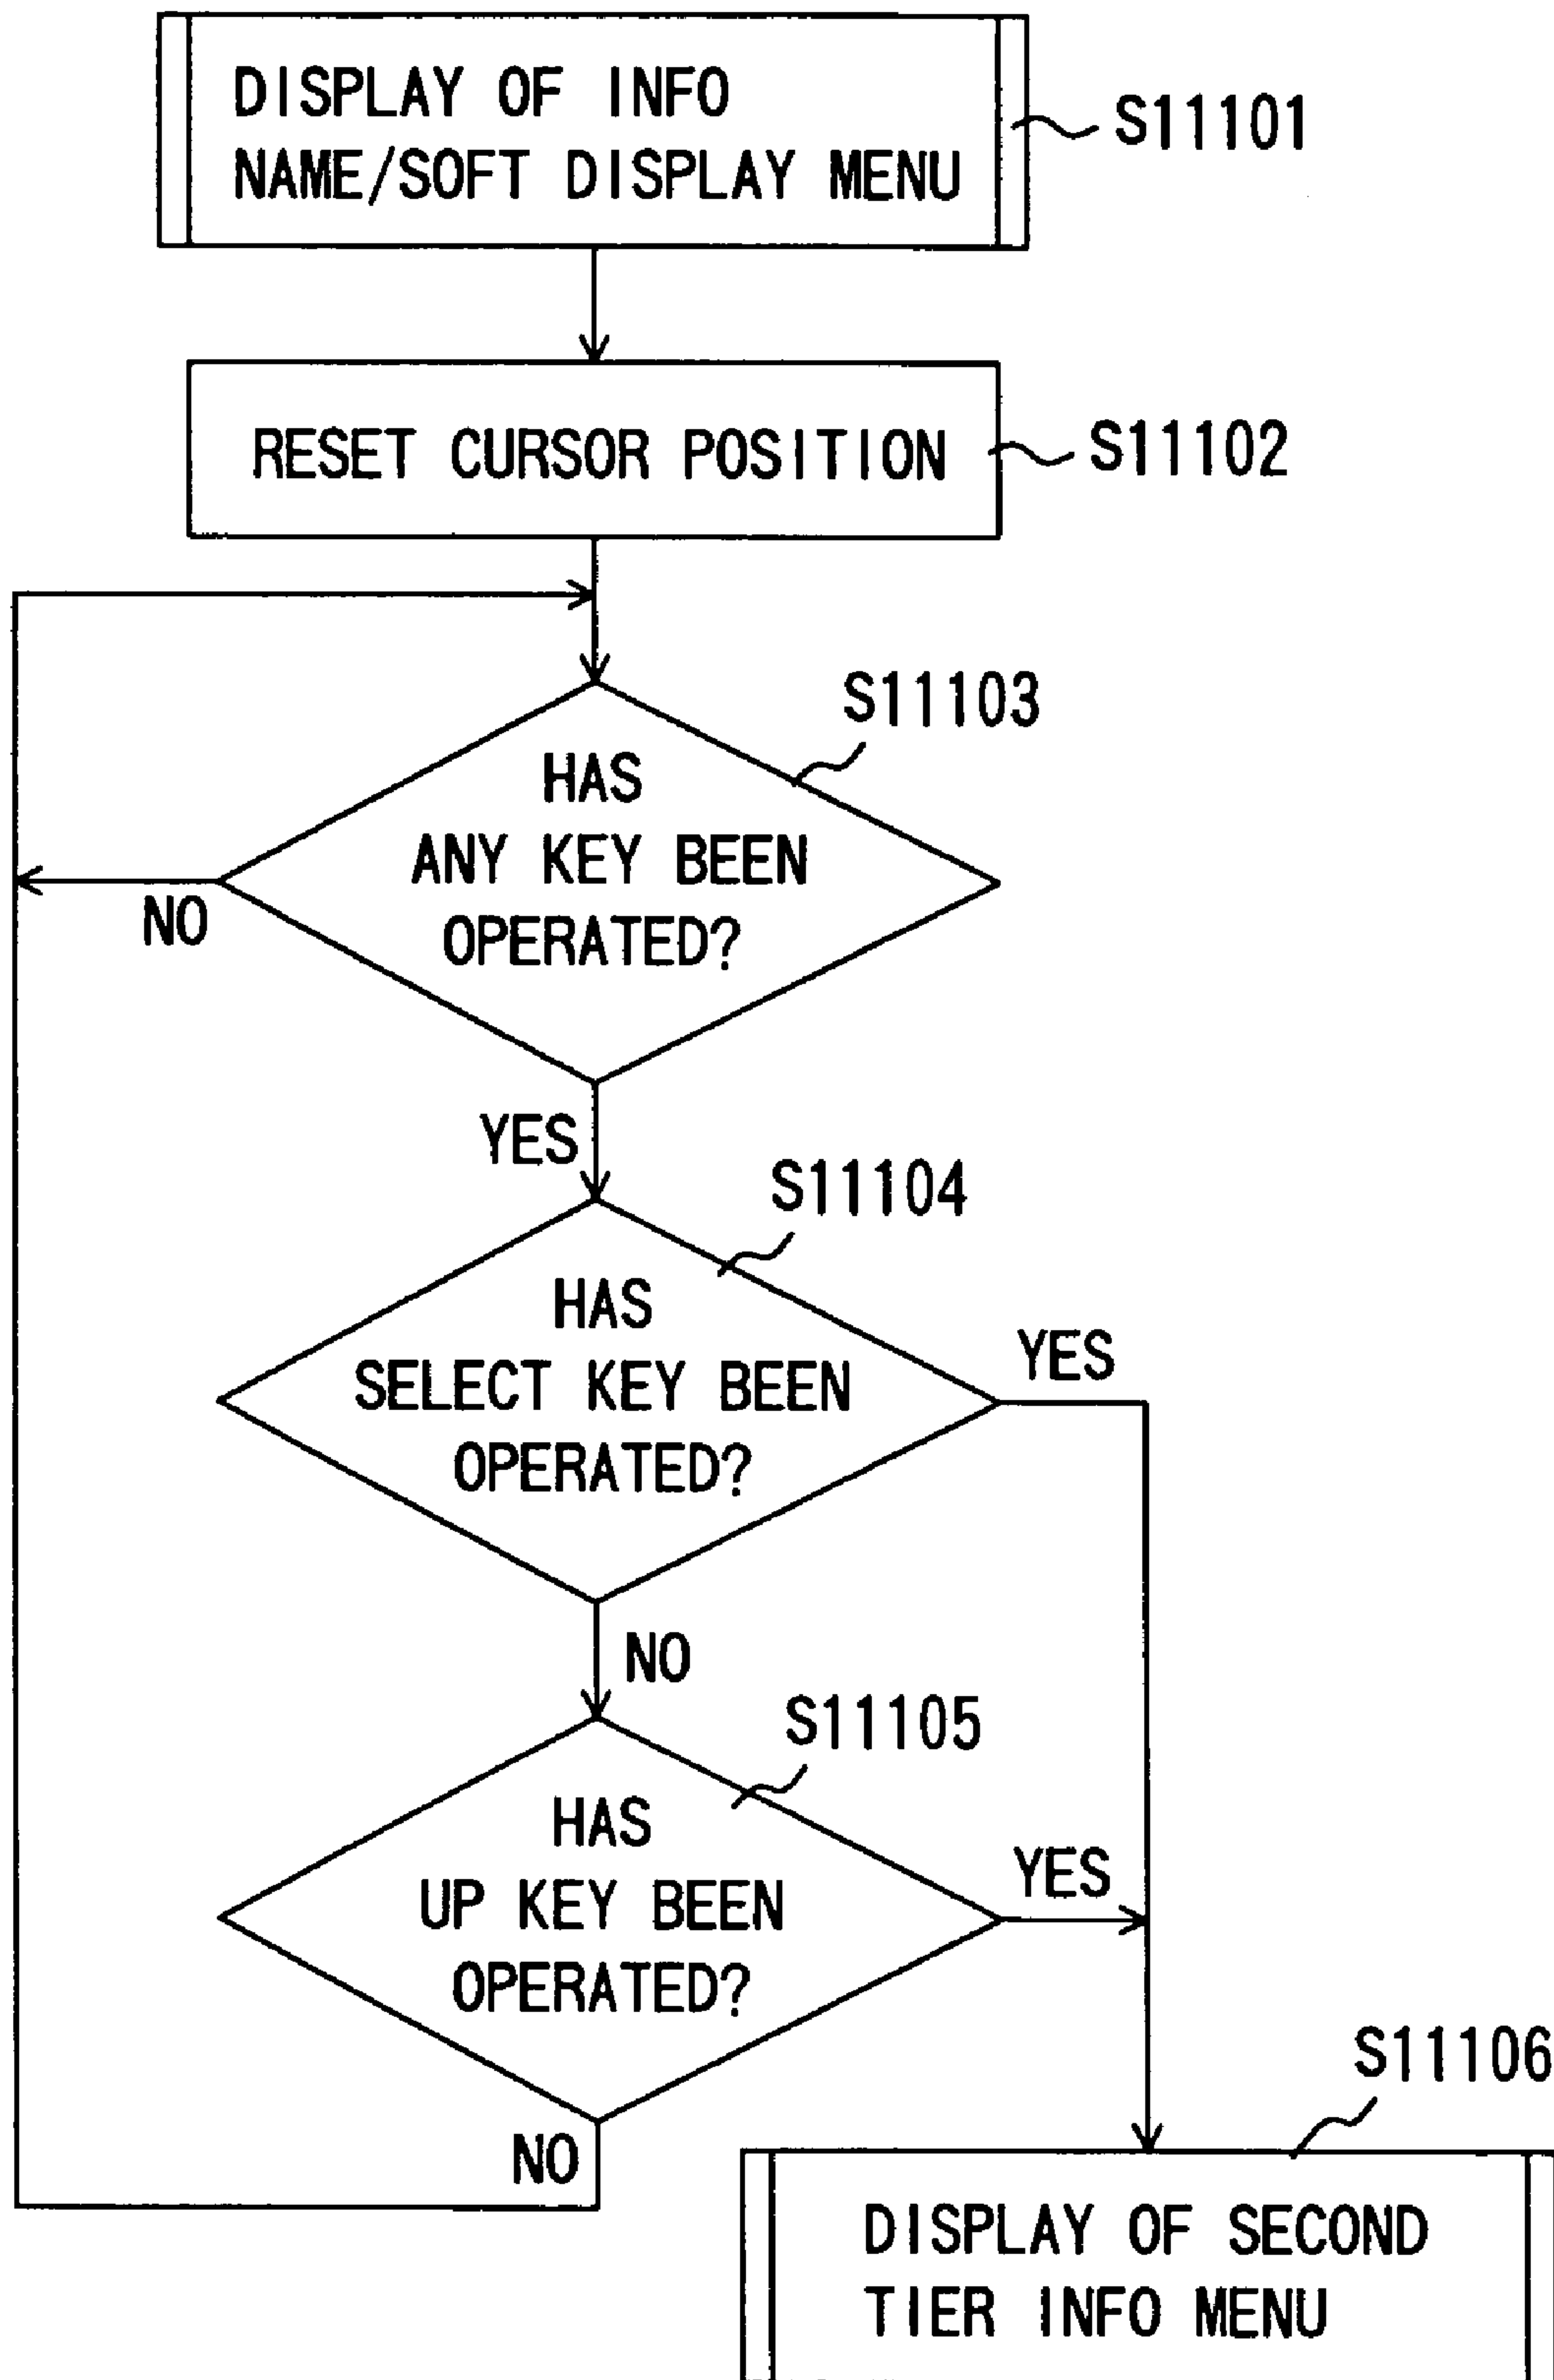 DISPLAY OF INFO
NAME/SOFT DISPLAY MENU
S11101
RESET CURSOR POSITION
S11102
S11103
HAS
ANY KEY BEEN
OPERATED?
NO
YES
S11104
HAS
SELECT KEY BEEN
OPERATED?
YES
NO
S11105
HAS
UP KEY BEEN
OPERATED?
YES
NO
S11106
DISPLAY OF SECOND
TIER INFO MENU